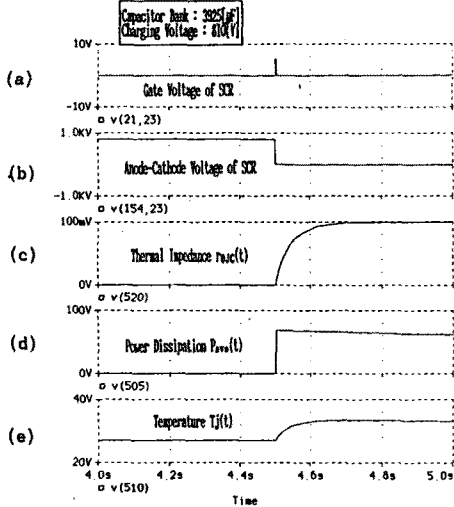 Capacitor Bank : 3925[μF]
Charging Voltage : 810[V]
(a)
10V
-10V
Gate Voltage of SCR
v(21,23)
(b)
1.0KV
-1.0KV
Anode-Cathode Voltage of SCR
v(154,23)
(c)
100mV
0V
Thermal Impedance rθJC(t)
v(520)
(d)
100V
0V
Power Dissipation Pave(t)
v(505)
(e)
40V
20V
Temperature Tj(t)
4.0s 4.2s 4.4s 4.6s 4.8s 5.0s
v(510)
Time